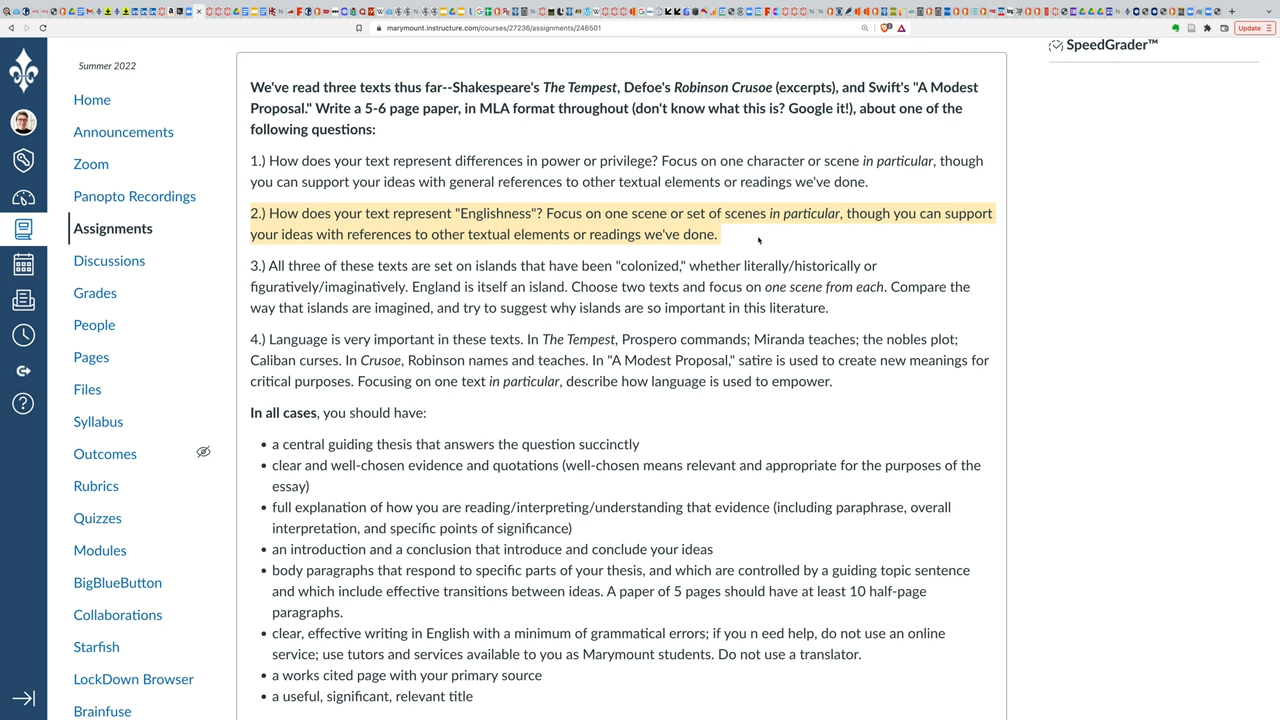 marymount.instructure.com/courses/27236/assignments/246501
Update
Summer 2022
Home
Announcements
Zoom
Panopto Recordings
Assignments
Discussions
Grades
People
Pages
Files
Syllabus
Outcomes
Rubrics
Quizzes
Modules
BigBlueButton
Collaborations
Starfish
LockDown Browser
Brainfuse
We've read three texts thus far--Shakespeare's The Tempest, Defoe's Robinson Crusoe (excerpts), and Swift's "A Modest
Proposal." Write a 5-6 page paper, in MLA format throughout (don't know what this is? Google it!), about one of the
following questions:
1.) How does your text represent differences in power or privilege? Focus on one character or scene in particular, though
you can support your ideas with general references to other textual elements or readings we've done.
2.) How does your text represent "Englishness"? Focus on one scene or set of scenes in particular, though you can support
your ideas with references to other textual elements or readings we've done.
3.) All three of these texts are set on islands that have been "colonized," whether literally/historically or
figuratively/imaginatively. England is itself an island. Choose two texts and focus on one scene from each. Compare the
way that islands are imagined, and try to suggest why islands are so important in this literature.
4.) Language is very important in these texts. In The Tempest, Prospero commands; Miranda teaches; the nobles plot;
Caliban curses. In Crusoe, Robinson names and teaches. In "A Modest Proposal," satire is used to create new meanings for
critical purposes. Focusing on one text in particular, describe how language is used to empower.
In all cases, you should have:
• a central guiding thesis that answers the question succinctly
• clear and well-chosen evidence and quotations (well-chosen means relevant and appropriate for the purposes of the
essay)
• full explanation of how you are reading/interpreting/understanding that evidence (including paraphrase, overall
interpretation, and specific points of significance)
• an introduction and a conclusion that introduce and conclude your ideas
• body paragraphs that respond to specific parts of your thesis, and which are controlled by a guiding topic sentence
and which include effective transitions between ideas. A paper of 5 pages should have at least 10 half-page
paragraphs.
• clear, effective writing in English with a minimum of grammatical errors; if you n eed help, do not use an online
service; use tutors and services available to you as Marymount students. Do not use a translator.
• a works cited page with your primary source
• a useful, significant, relevant title
SpeedGrader™